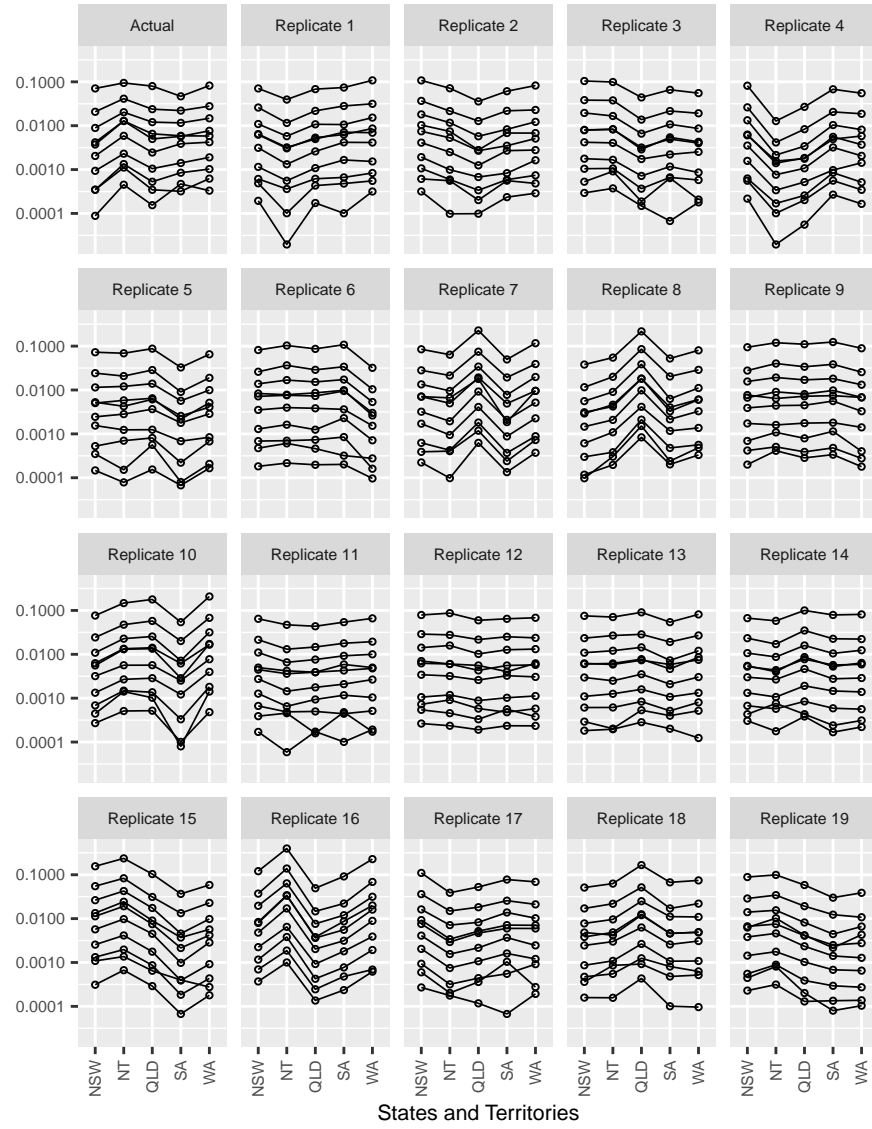 Actual Replicate 1 Replicate 2 Replicate 3 Replicate 4
0.1000
0.0100
0.0010
0.0001
Replicate 5 Replicate 6 Replicate 7 Replicate 8 Replicate 9
0.1000
0.0100
0.0010
0.0001
Replicate 10 Replicate 11 Replicate 12 Replicate 13 Replicate 14
0.1000
0.0100
0.0010
0.0001
Replicate 15 Replicate 16 Replicate 17 Replicate 18 Replicate 19
0.1000
0.0100
0.0010
0.0001
NSW NT QLD SA WA NSW NT QLD SA WA NSW NT QLD SA WA NSW NT QLD SA WA NSW NT QLD SA WA
States and Territories